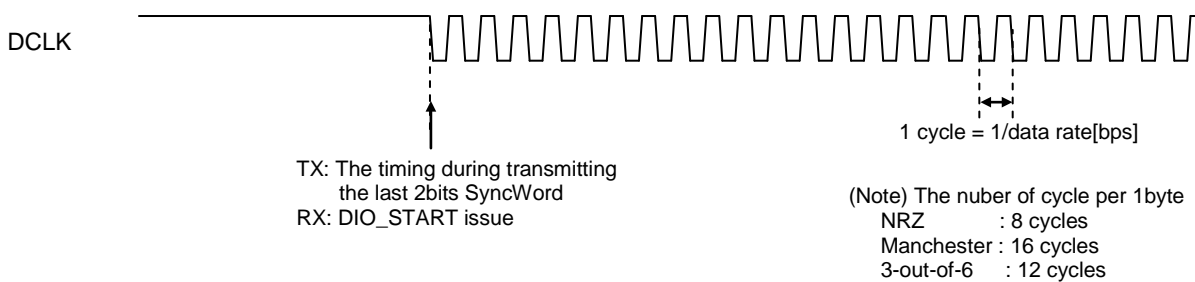 DCLK
1 cycle = 1/data rate[bps]
TX: The timing during transmitting
the last 2bits SyncWord
RX: DIO_START issue
(Note) The nuber of cycle per 1byte
NRZ : 8 cycles
Manchester : 16 cycles
3-out-of-6 : 12 cycles